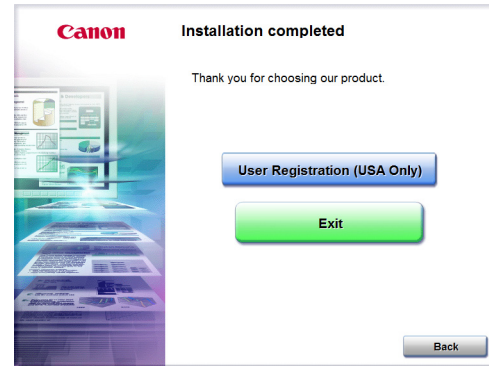 Canon
Installation completed
Thank you for choosing our product.
User Registration (USA Only)
Exit
Back